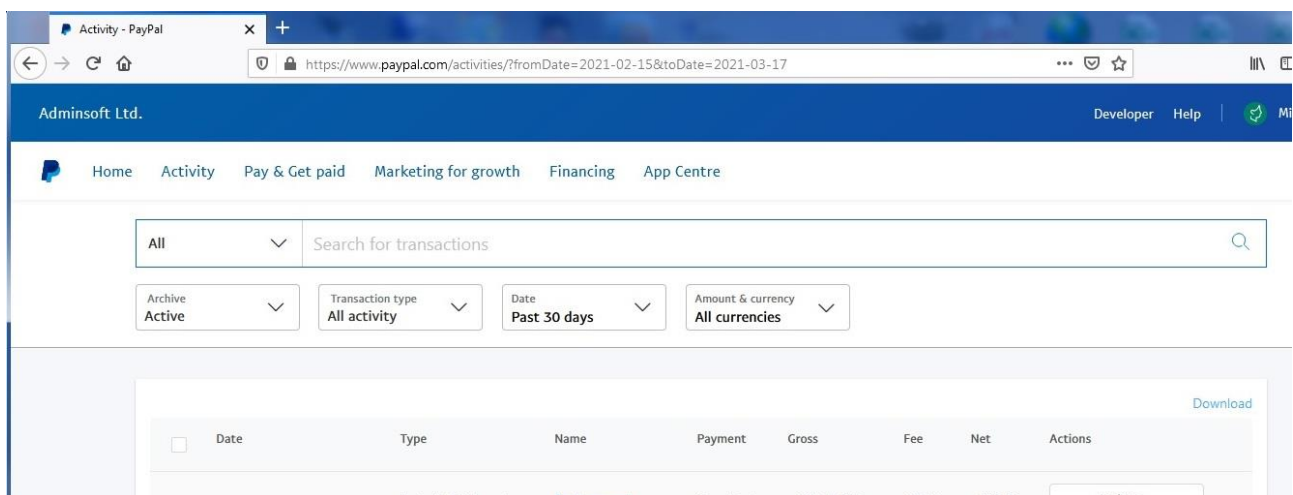 Activity - PayPal
https://www.paypal.com/activities/?fromDate=2021-02-15&toDate=2021-03-17
Adminsoft Ltd. Developer Help
Home Activity Pay & Get paid Marketing for growth Financing App Centre
All Search for transactions
Archive Transaction type Date Amount & currency
Active All activity Past 30 days All currencies
Download
Date Type Name Payment Gross Fee Net Actions